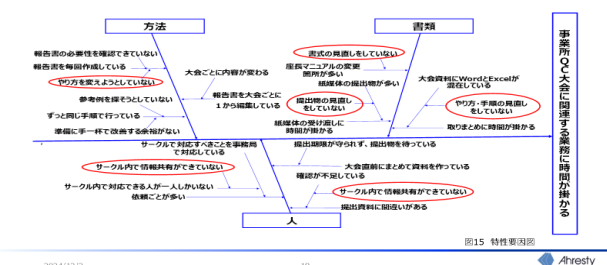 方法
書類
報告書の必要性を確認できていない
報告書を毎回作成している
やり方を変えようとしていない
大会ごとに内容が変わる
参考例を探そうとしていない
報告書を大会ごとに
1から編集している
ずっと同じ手順で行っている
準備に手一杯で改善する余裕がない
書式の見直しをしていない
座長マニュアルの変更
箇所が多い
紙媒体の提出物が多い
大会資料にWordとExcelが
混在している
提出物の見直し
をしていない
やり方・手順の見直し
をしていない
紙媒体の受け渡しに
時間が掛かる
取りまとめに時間が掛かる
事業所QC大会に関連する業務に時間が掛かる
サークルで対応すべきことを事務局
で対応している
提出期限が守られず、提出物を待っている
サークル内で情報共有ができていない
大会直前にまとめて資料を作っている
確認が不足している
サークル内で対応できる人が一人しかいない
依頼ごとが多い
サークル内で情報共有ができていない
提出資料に間違いがある
人
図15 特性要因図
Ahresty